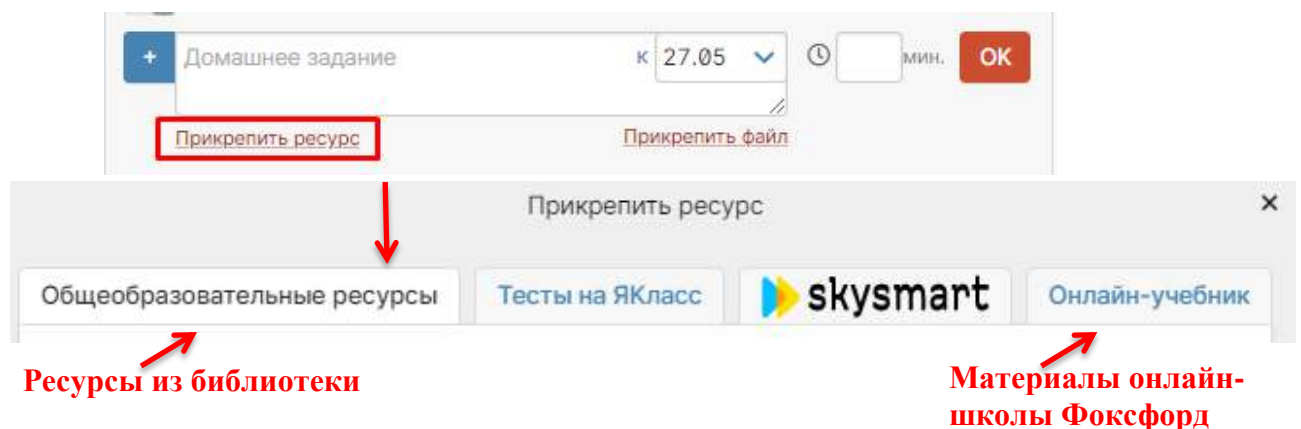 + Домашнее задание к 27.05 мин. ОК
Прикрепить ресурс Прикрепить файл
Прикрепить ресурс ×
Общеобразовательные ресурсы Тесты на ЯКласс skysmart Онлайн-учебник
Ресурсы из библиотеки
Материалы онлайн-
школы Фоксфорд